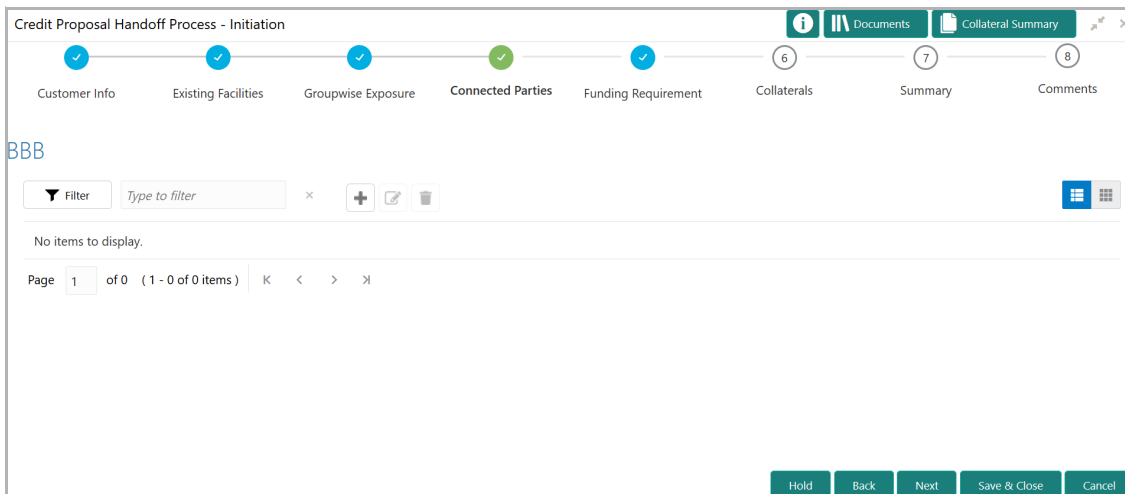 Credit Proposal Handoff Process - Initiation
Documents
Collateral Summary
6
7
8
Customer Info
Existing Facilities
Groupwise Exposure
Connected Parties
Funding Requirement
Collaterals
Summary
Comments
BBB
Filter
Type to filter
No items to display.
Page 1 of 0 ( 1 - 0 of 0 items )
Hold
Back
Next
Save & Close
Cancel